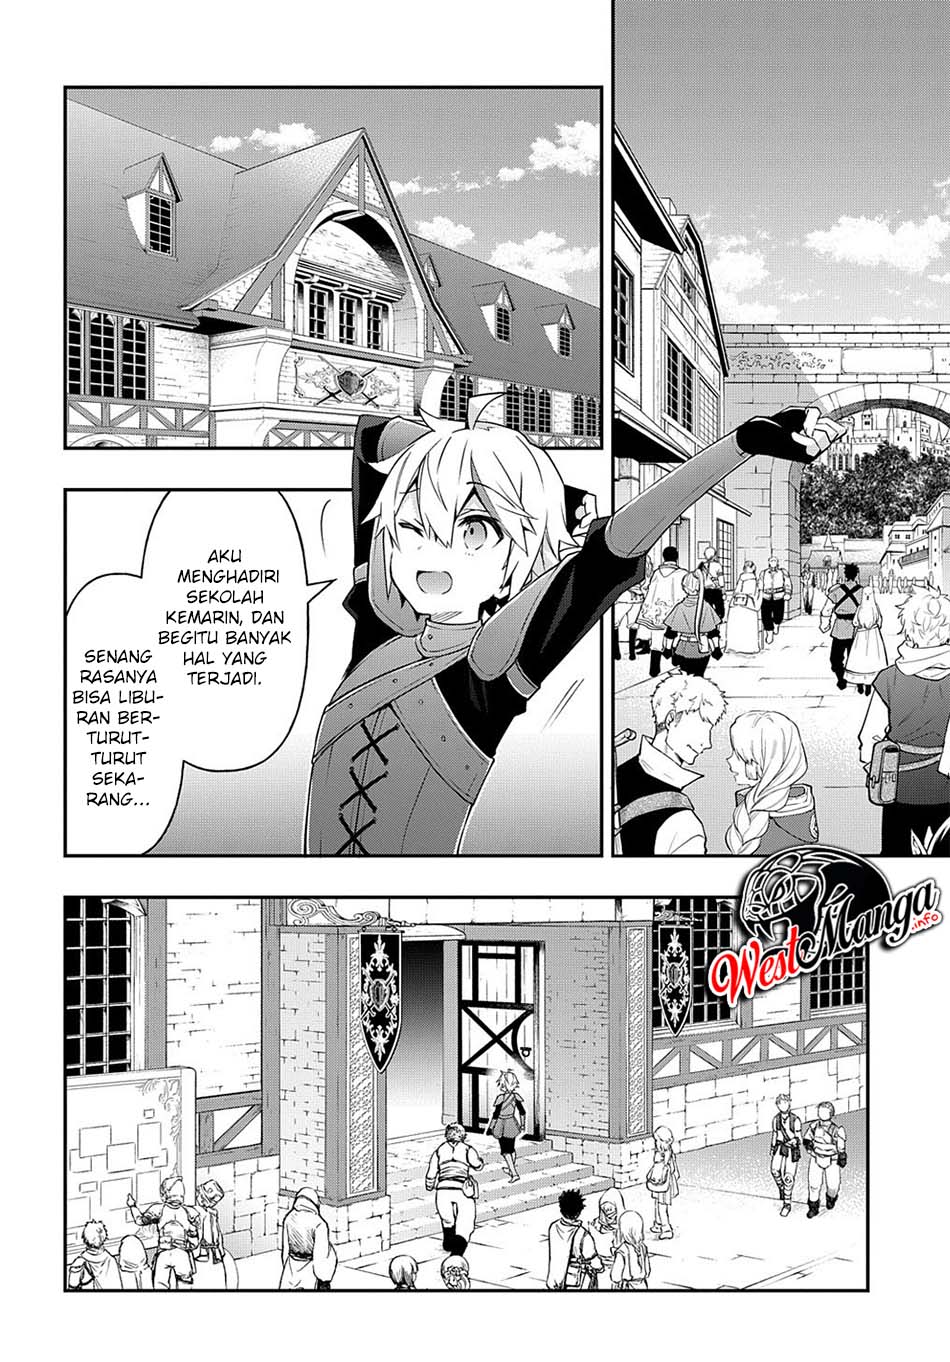 AKU
MENGHADIRI
SEKOLAH
KEMARIN, DAN
BEGITU BANYAK
HAL YANG
TERJADI.
SENANG
RASANYA
BISA LIBU-
RAN BER-
TURUT-
TURUT
SEKA-
RANG...
WestManga
.info